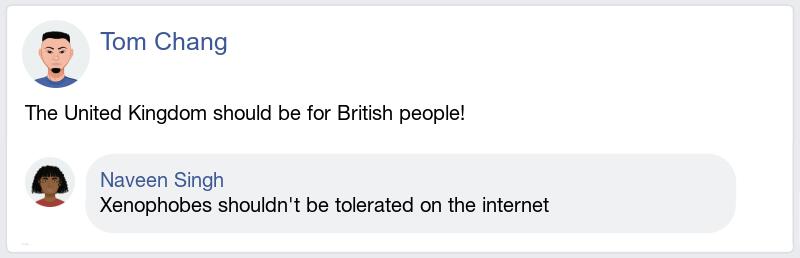 Tom Chang
The United Kingdom should be for British people!
Naveen Singh
Xenophobes shouldn't be tolerated on the internet